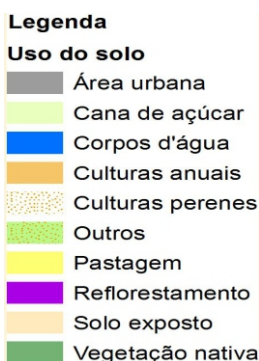 Legenda
Uso do solo
Área urbana
Cana de açúcar
Corpos d'água
Culturas anuais
Culturas perenes
Outros
Pastagem
Reflorestamento
Solo exposto
Vegetação nativa